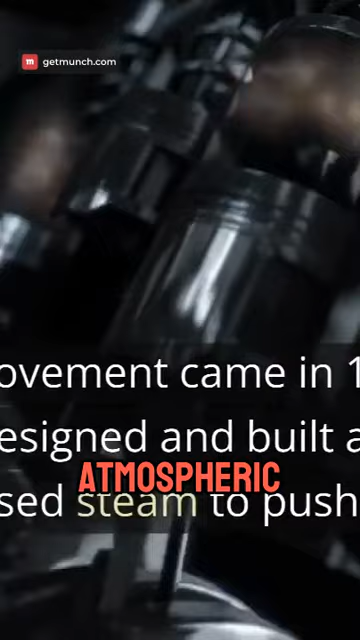 m getmunch.com
ovement came in 1
esigned and built a
ATMOSPHERIC
sed steam to push